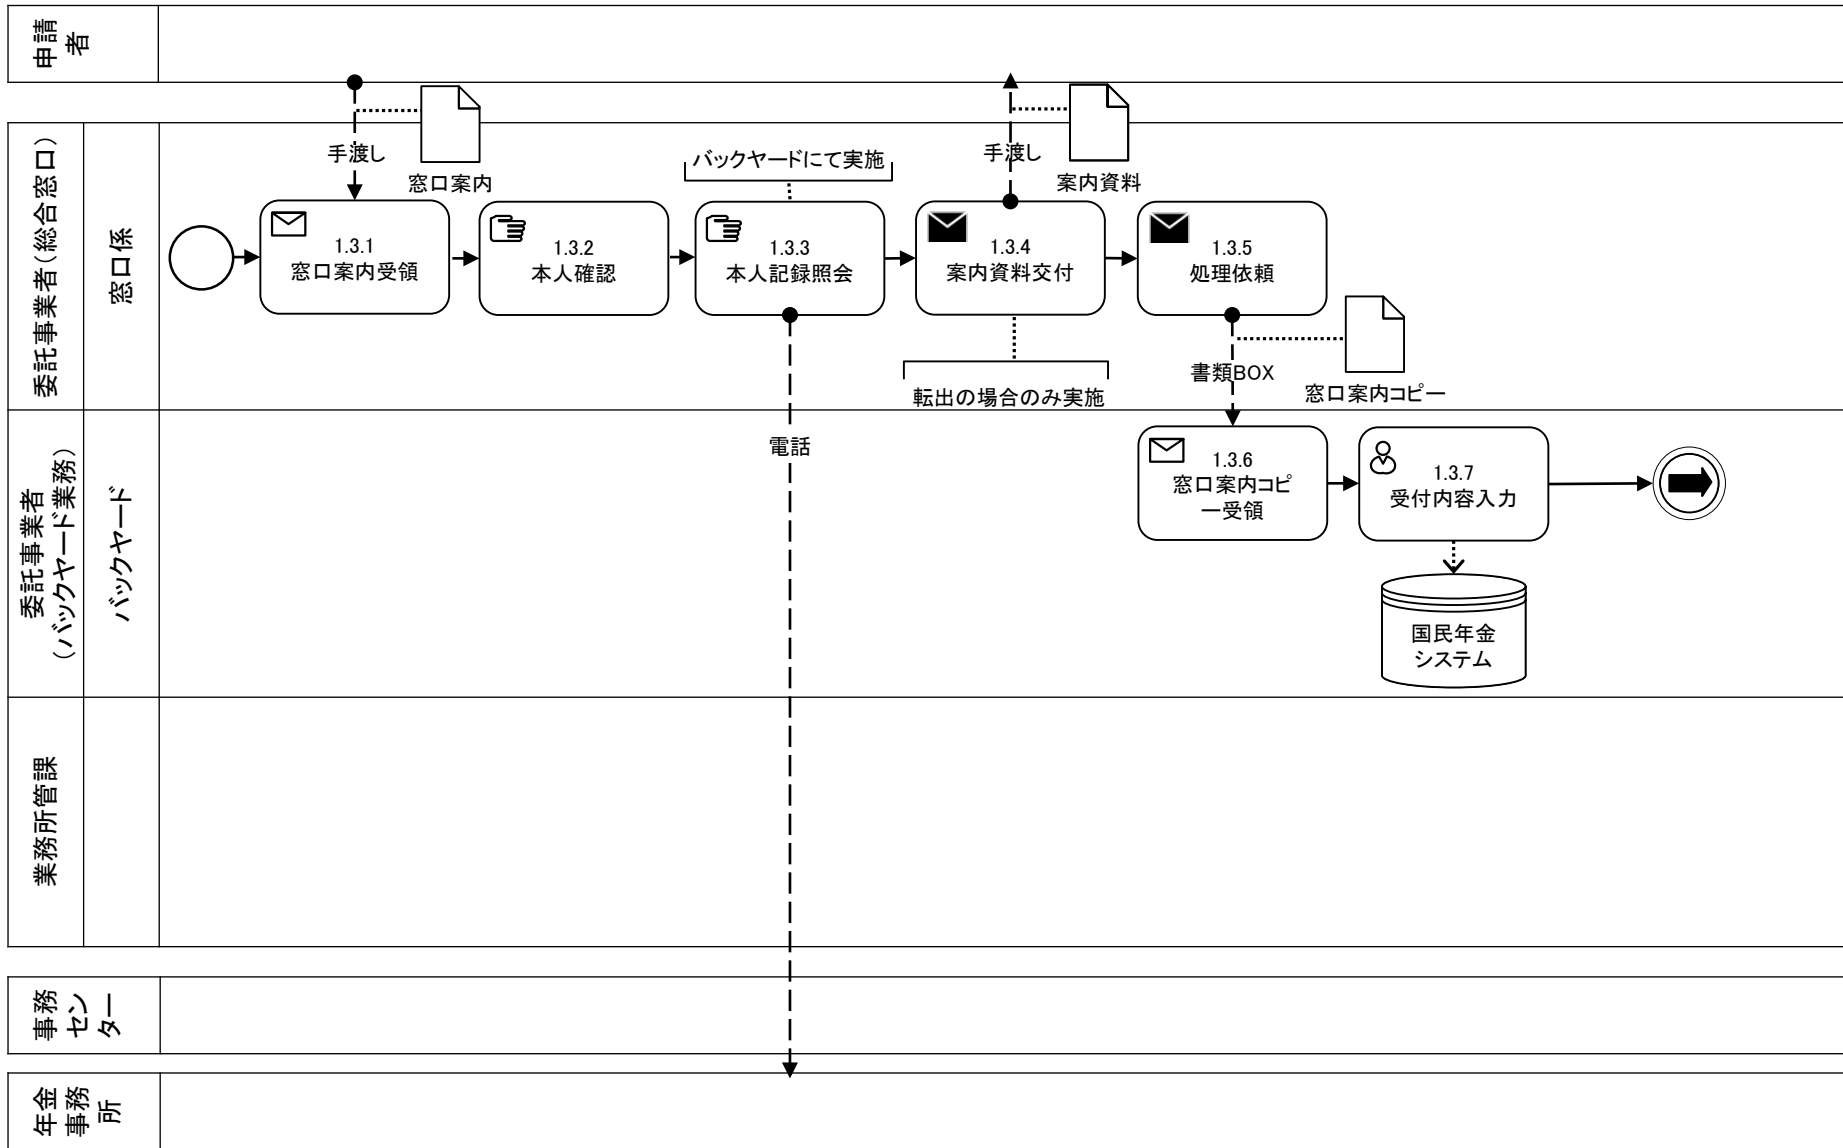 申請
者
委託事業者(総合窓口)
窓口係
手渡し
窓口案内
バックヤードにて実施
手渡し
案内資料
1.3.1
窓口案内受領
1.3.2
本人確認
1.3.3
本人記録照会
1.3.4
案内資料交付
1.3.5
処理依頼
転出の場合のみ実施
書類BOX
窓口案内コピー
委託事業者
(バックヤード業務)
バックヤード
電話
1.3.6
窓口案内コピ
ー受領
1.3.7
受付内容入力
国民年金
システム
業務所管課
事務
セン
ター
年金
事務
所